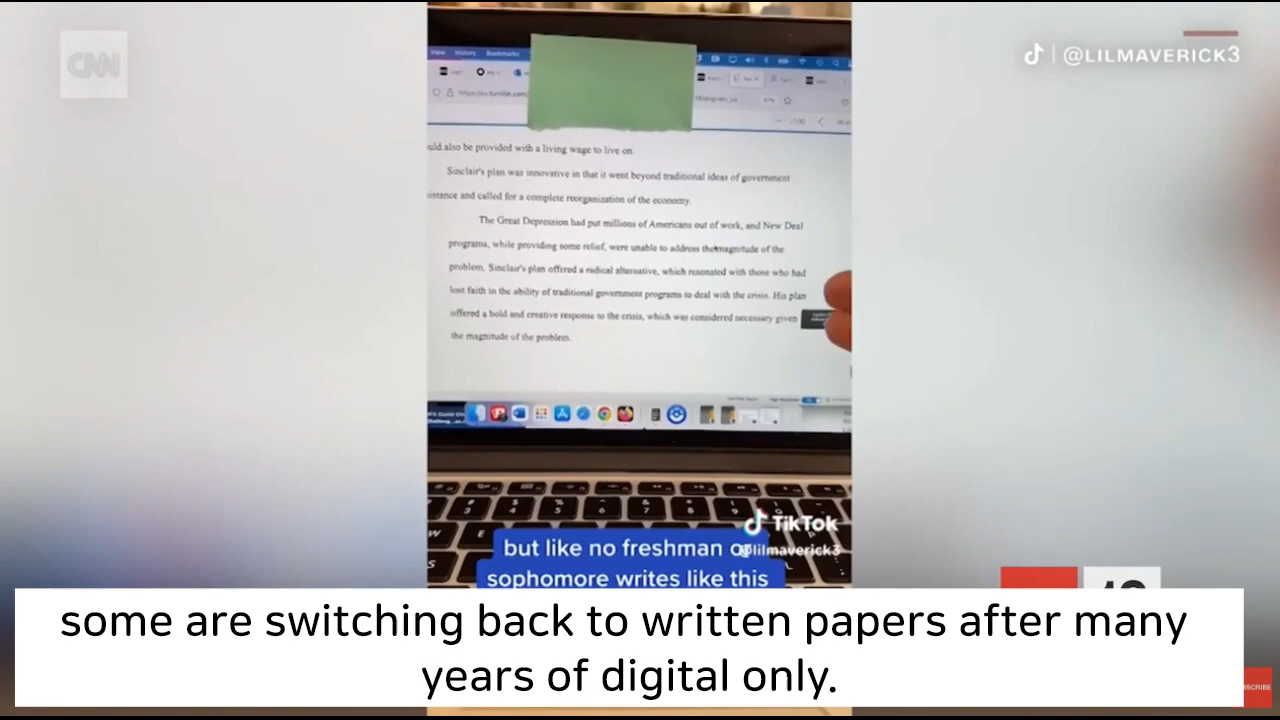 CNN
@LILMAVERICK3
View History Bookmarks
/100
uld also be provided with a living wage to live on.
Sinclair's plan was innovative in that it went beyond traditional ideas of government
istance and called for a complete reorganization of the economy.
The Great Depression had put millions of Americans out of work, and New Deal
programs, while providing some relief, were unable to address the magnitude of the
problem. Sinclair's plan offered a radical alternative, which resonated with those who had
lost faith in the ability of traditional government programs to deal with the crisis. His plan
offered a bold and creative response to the crisis, which was considered necessary given
the magnitude of the problem.
TikTok
@lilmaverick3
but like no freshman or
sophomore writes like this
some are switching back to written papers after many
years of digital only.
SCRIBE